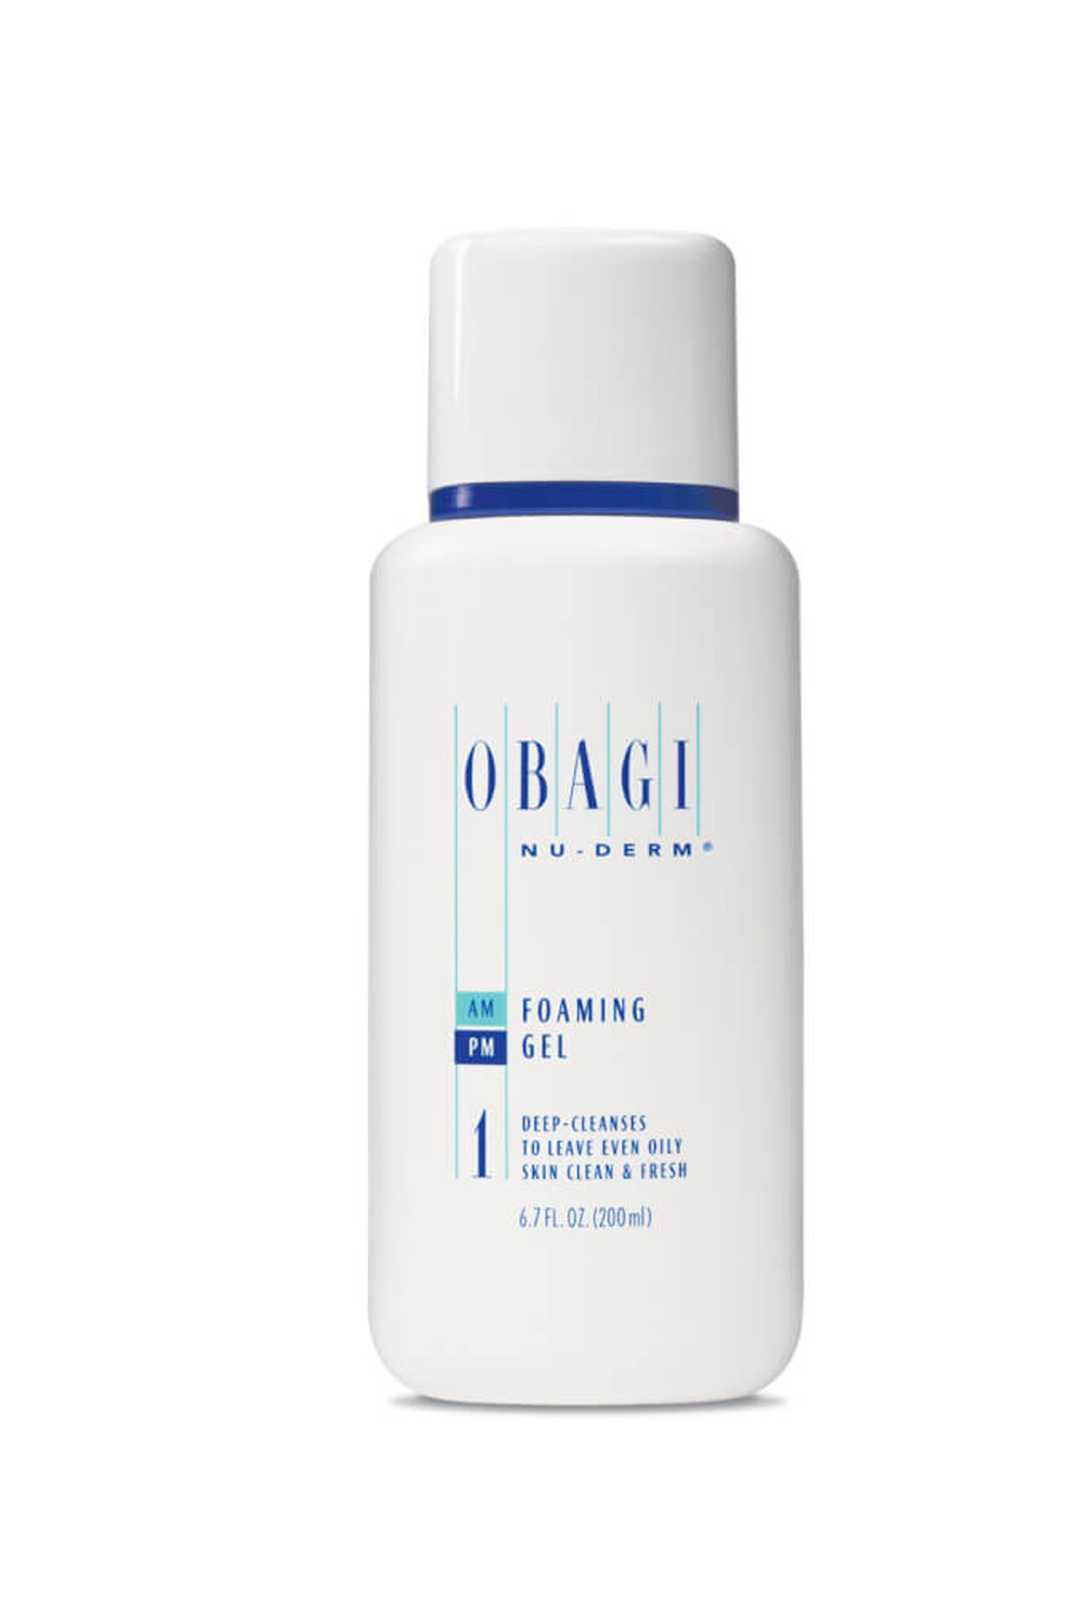 OBAGI
NU-DERM®
AM FOAMING
PM GEL
1 DEEP-CLEANSES
TO LEAVE EVEN OILY
SKIN CLEAN & FRESH
6.7 FL. OZ. (200 ml)